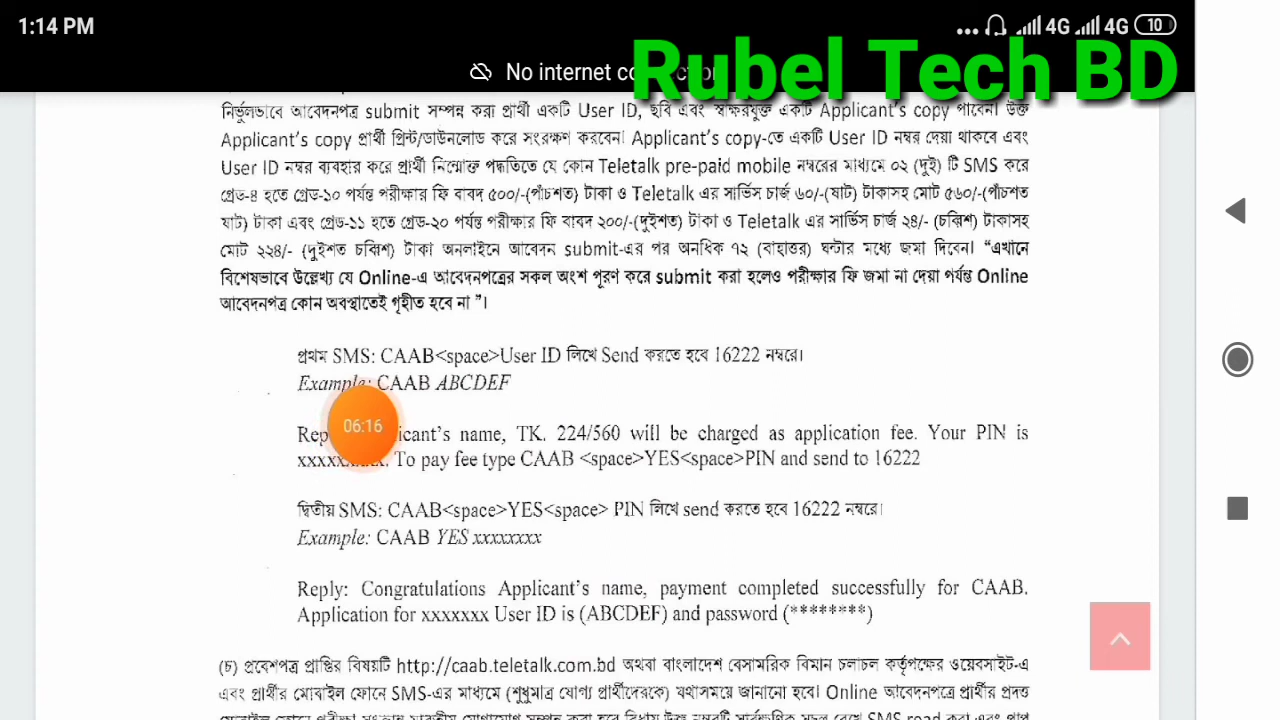 1:14 PM
4G 4G 10
No internet co
Rubel Tech BD
নির্ভুলভাবে আবেদনপত্র submit সম্পন্ন করা প্রার্থী একটি User ID, ছবি এবং স্বাক্ষরযুক্ত একটি Applicant's copy পাবেন। উক্ত
Applicant's copy প্রার্থী প্রিন্ট/ডাউনলোড করে সংরক্ষণ করবেন। Applicant's copy-তে একটি User ID নম্বর দেয়া থাকবে এবং
User ID নম্বর ব্যবহার করে প্রার্থী নিম্নোক্ত পদ্ধতিতে যে কোন Teletalk pre-paid mobile নম্বরের মাধ্যমে ০২ (দুই) টি SMS করে
গ্রেড-৪ হতে গ্রেড-১০ পর্যন্ত পরীক্ষার ফি বাবদ ৫০০/-(পাঁচশত) টাকা ও Teletalk এর সার্ভিস চার্জ ৬০/-(ষাট) টাকাসহ মোট ৫৬০/-(পাঁচশত
ষাট) টাকা এবং গ্রেড-১১ হতে গ্রেড-২০ পর্যন্ত পরীক্ষার ফি বাবদ ২০০/-(দুইশত) টাকা ও Teletalk এর সার্ভিস চার্জ ২৪/- (চব্বিশ) টাকাসহ
মোট ২২৪/- (দুইশত চব্বিশ) টাকা অনলাইনে আবেদন submit-এর পর অনধিক ৭২ (বাহাত্তর) ঘন্টার মধ্যে জমা দিবেন। “এখানে
বিশেষভাবে উল্লেখ্য যে Online-এ আবেদনপত্রের সকল অংশ পূরণ করে submit করা হলেও পরীক্ষার ফি জমা না দেয়া পর্যন্ত Online
আবেদনপত্র কোন অবস্থাতেই গৃহীত হবে না ”।
প্রথম SMS: CAAB<space>User ID লিখে Send করতে হবে 16222 নম্বরে।
Example: CAAB ABCDEF
06:16
Rep icant's name, TK. 224/560 will be charged as application fee. Your PIN is
xxxxxxxxx. To pay fee type CAAB <space>YES<space>PIN and send to 16222
দ্বিতীয় SMS: CAAB<space>YES<space> PIN লিখে send করতে হবে 16222 নম্বরে।
Example: CAAB YES xxxxxxxx
Reply: Congratulations Applicant's name, payment completed successfully for CAAB.
Application for xxxxxxx User ID is (ABCDEF) and password (********)
(চ) প্রবেশপত্র প্রাপ্তির বিষয়টি http://caab.teletalk.com.bd অথবা বাংলাদেশ বেসামরিক বিমান চলাচল কর্তৃপক্ষের ওয়েবসাইট-এ
এবং প্রার্থীর মোবাইল ফোনে SMS-এর মাধ্যমে (শুধুমাত্র যোগ্য প্রার্থীদেরকে) যথাসময়ে জানানো হবে। Online আবেদনপত্রে প্রার্থীর প্রদত্ত